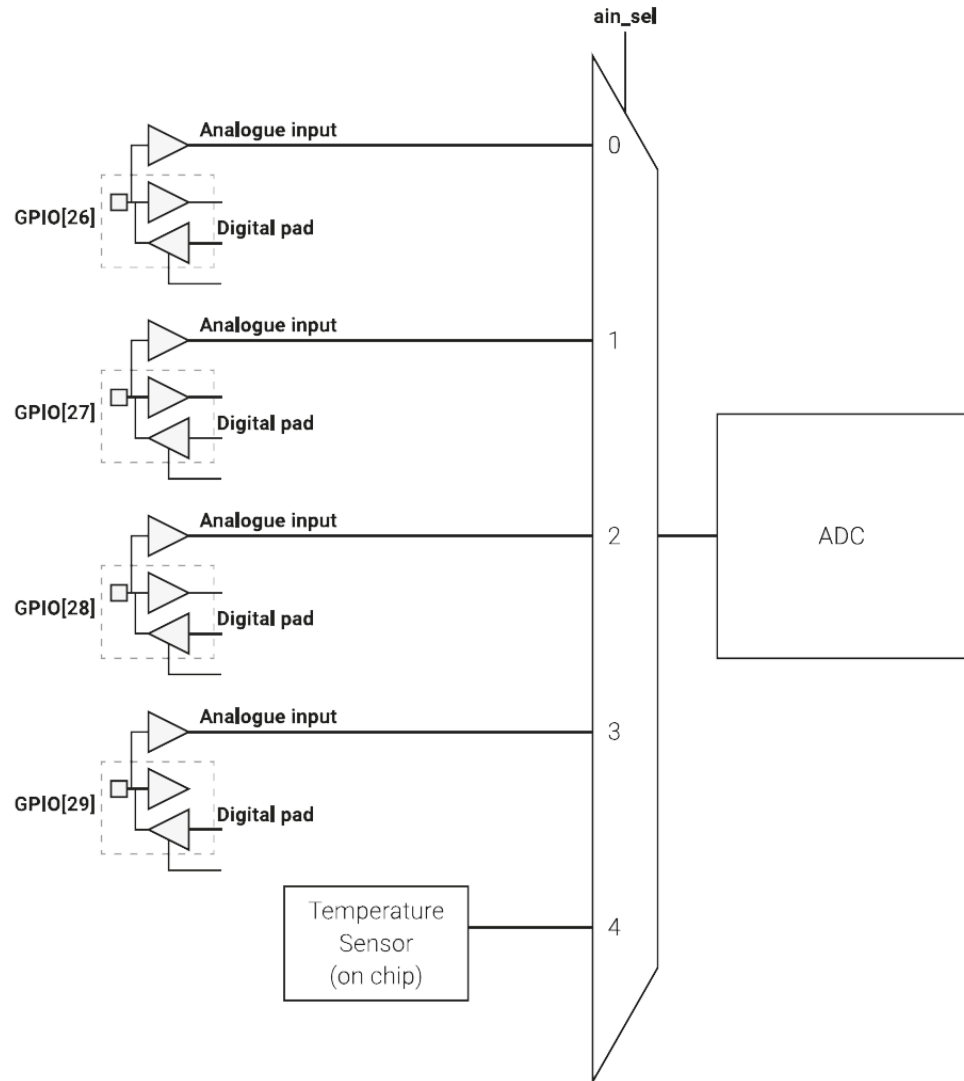 ain_sel
Analogue input
0
GPIO[26]
Digital pad
Analogue input
1
GPIO[27]
Digital pad
Analogue input
2
ADC
GPIO[28]
Digital pad
Analogue input
3
GPIO[29]
Digital pad
Temperature
Sensor
(on chip)
4